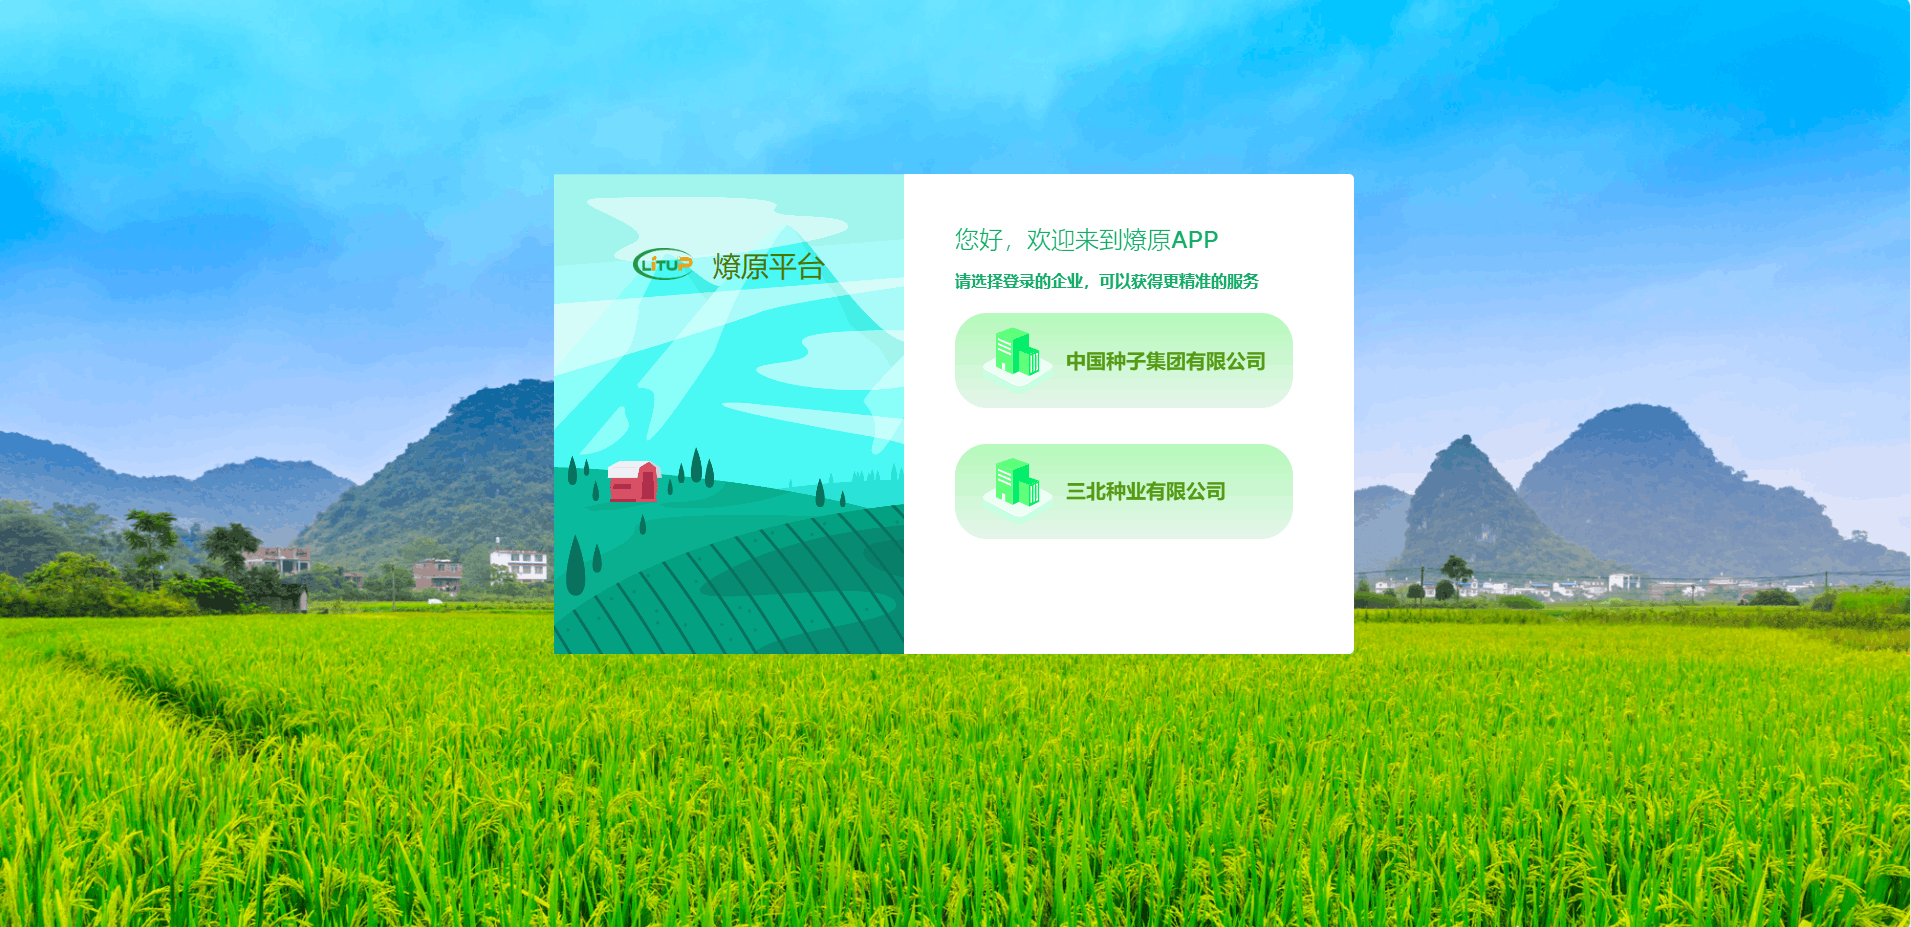 LiTUP 燎原平台
您好，欢迎来到燎原APP
请选择登录的企业，可以获得更精准的服务
中国种子集团有限公司
三北种业有限公司